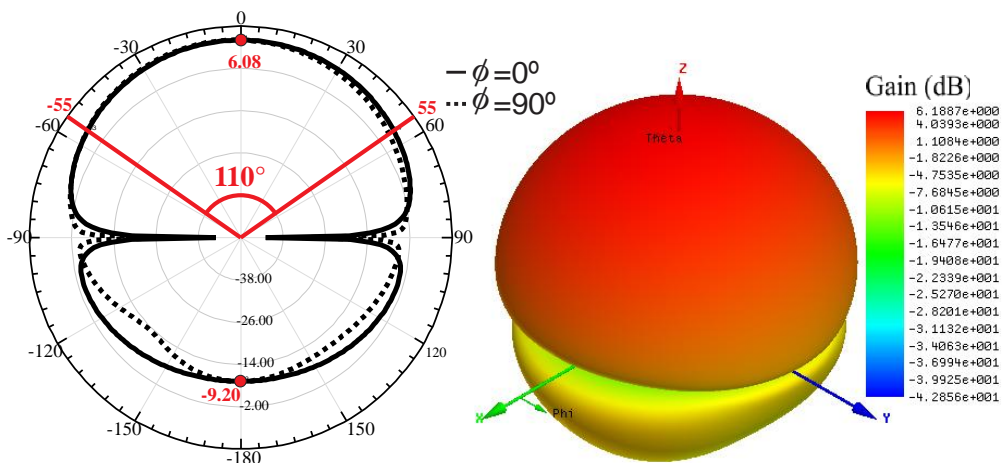 0
-30
30
6.08
-55
55
-60
60
110°
-90
90
-38.00
-26.00
-14.00
-2.00
-9.20
-120
120
-150
150
-180
ϕ=0º
ϕ=90º
Z
Theta
X
Phi
Y
Gain (dB)
6.1887e+000
4.0393e+000
1.1084e+000
-1.8226e+000
-4.7535e+000
-7.6845e+000
-1.0615e+001
-1.3546e+001
-1.6477e+001
-1.9408e+001
-2.2339e+001
-2.5270e+001
-2.8201e+001
-3.1132e+001
-3.4063e+001
-3.6994e+001
-3.9925e+001
-4.2856e+001